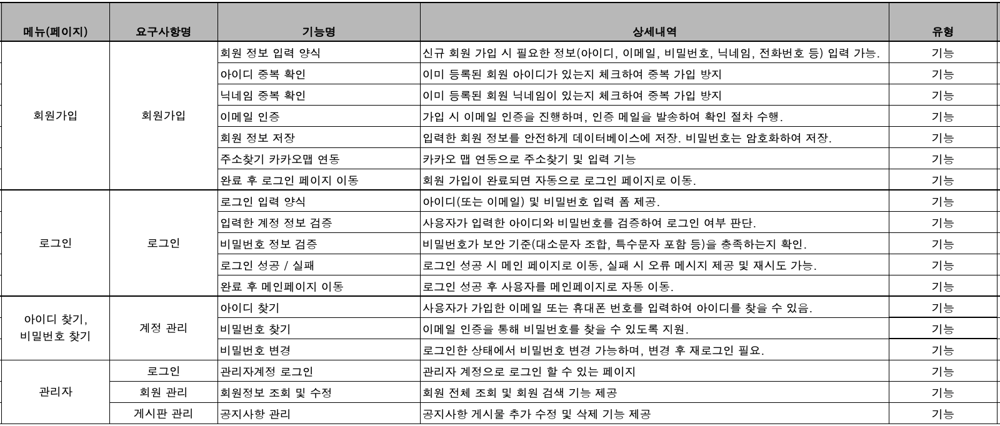 메뉴(페이지) 요구사항명 기능명 상세내역 유형
회원가입 회원가입 회원 정보 입력 양식 신규 회원 가입 시 필요한 정보(아이디, 이메일, 비밀번호, 닉네임, 전화번호 등) 입력 가능. 기능
아이디 중복 확인 이미 등록된 회원 아이디가 있는지 체크하여 중복 가입 방지 기능
닉네임 중복 확인 이미 등록된 회원 닉네임이 있는지 체크하여 중복 가입 방지 기능
이메일 인증 가입 시 이메일 인증을 진행하며, 인증 메일을 발송하여 확인 절차 수행. 기능
회원 정보 저장 입력한 회원 정보를 안전하게 데이터베이스에 저장. 비밀번호는 암호화하여 저장. 기능
주소찾기 카카오맵 연동 카카오 맵 연동으로 주소찾기 및 입력 기능 기능
완료 후 로그인 페이지 이동 회원 가입이 완료되면 자동으로 로그인 페이지로 이동. 기능
로그인 로그인 로그인 입력 양식 아이디(또는 이메일) 및 비밀번호 입력 폼 제공. 기능
입력한 계정 정보 검증 사용자가 입력한 아이디와 비밀번호를 검증하여 로그인 여부 판단. 기능
비밀번호 정보 검증 비밀번호가 보안 기준(대소문자 조합, 특수문자 포함 등)을 충족하는지 확인. 기능
로그인 성공 / 실패 로그인 성공 시 메인 페이지로 이동, 실패 시 오류 메시지 제공 및 재시도 가능. 기능
완료 후 메인페이지 이동 로그인 성공 후 사용자를 메인페이지로 자동 이동. 기능
아이디 찾기,
비밀번호 찾기 계정 관리 아이디 찾기 사용자가 가입한 이메일 또는 휴대폰 번호를 입력하여 아이디를 찾을 수 있음. 기능
비밀번호 찾기 이메일 인증을 통해 비밀번호를 찾을 수 있도록 지원. 기능
비밀번호 변경 로그인한 상태에서 비밀번호 변경 가능하며, 변경 후 재로그인 필요. 기능
관리자 로그인 관리자계정 로그인 관리자 계정으로 로그인 할 수 있는 페이지 기능
회원 관리 회원정보 조회 및 수정 회원 전체 조회 및 회원 검색 기능 제공 기능
게시판 관리 공지사항 관리 공지사항 게시물 추가 수정 및 삭제 기능 제공 기능